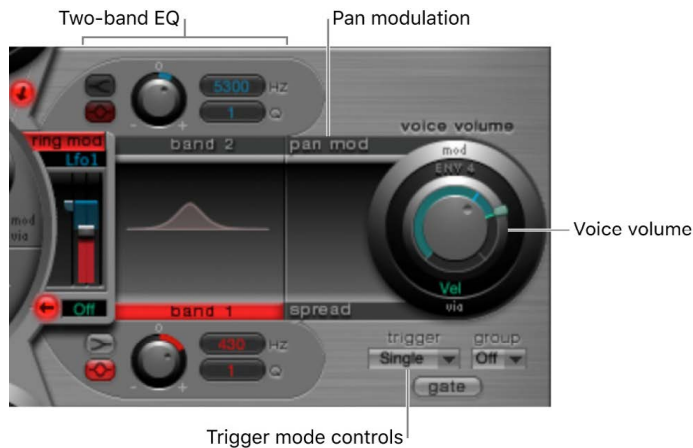 Two-band EQ
Pan modulation
0
5300 HZ
1 Q
- +
voice volume
ring mod
band 2
pan mod
mod
Lfo1
ENV 4
mod
via
Voice volume
Vel
Off
band 1
spread
via
0
430 HZ
trigger
group
Single
Off
1 Q
- +
gate
Trigger mode controls